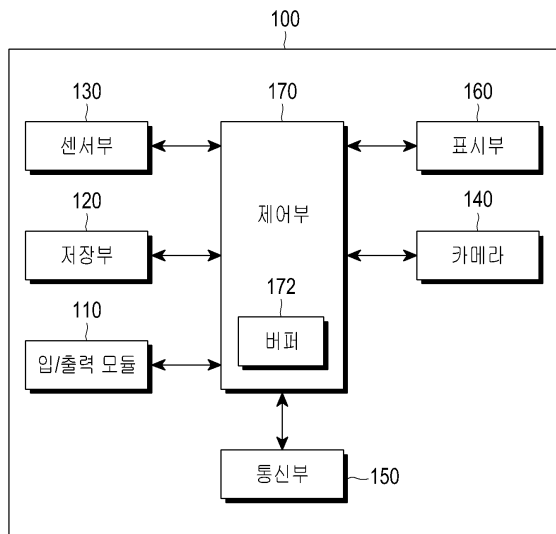 100
130
센서부
170
제어부
160
표시부
120
저장부
140
카메라
110
입/출력 모듈
172
버퍼
통신부
150